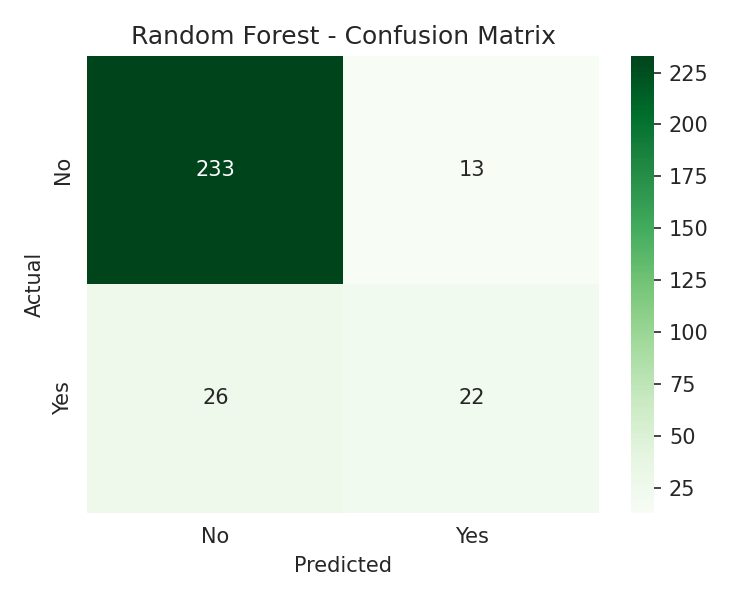 Random Forest - Confusion Matrix
No
233
13
225
200
175
150
125
100
75
50
25
Actual
Yes
26
22
No
Yes
Predicted